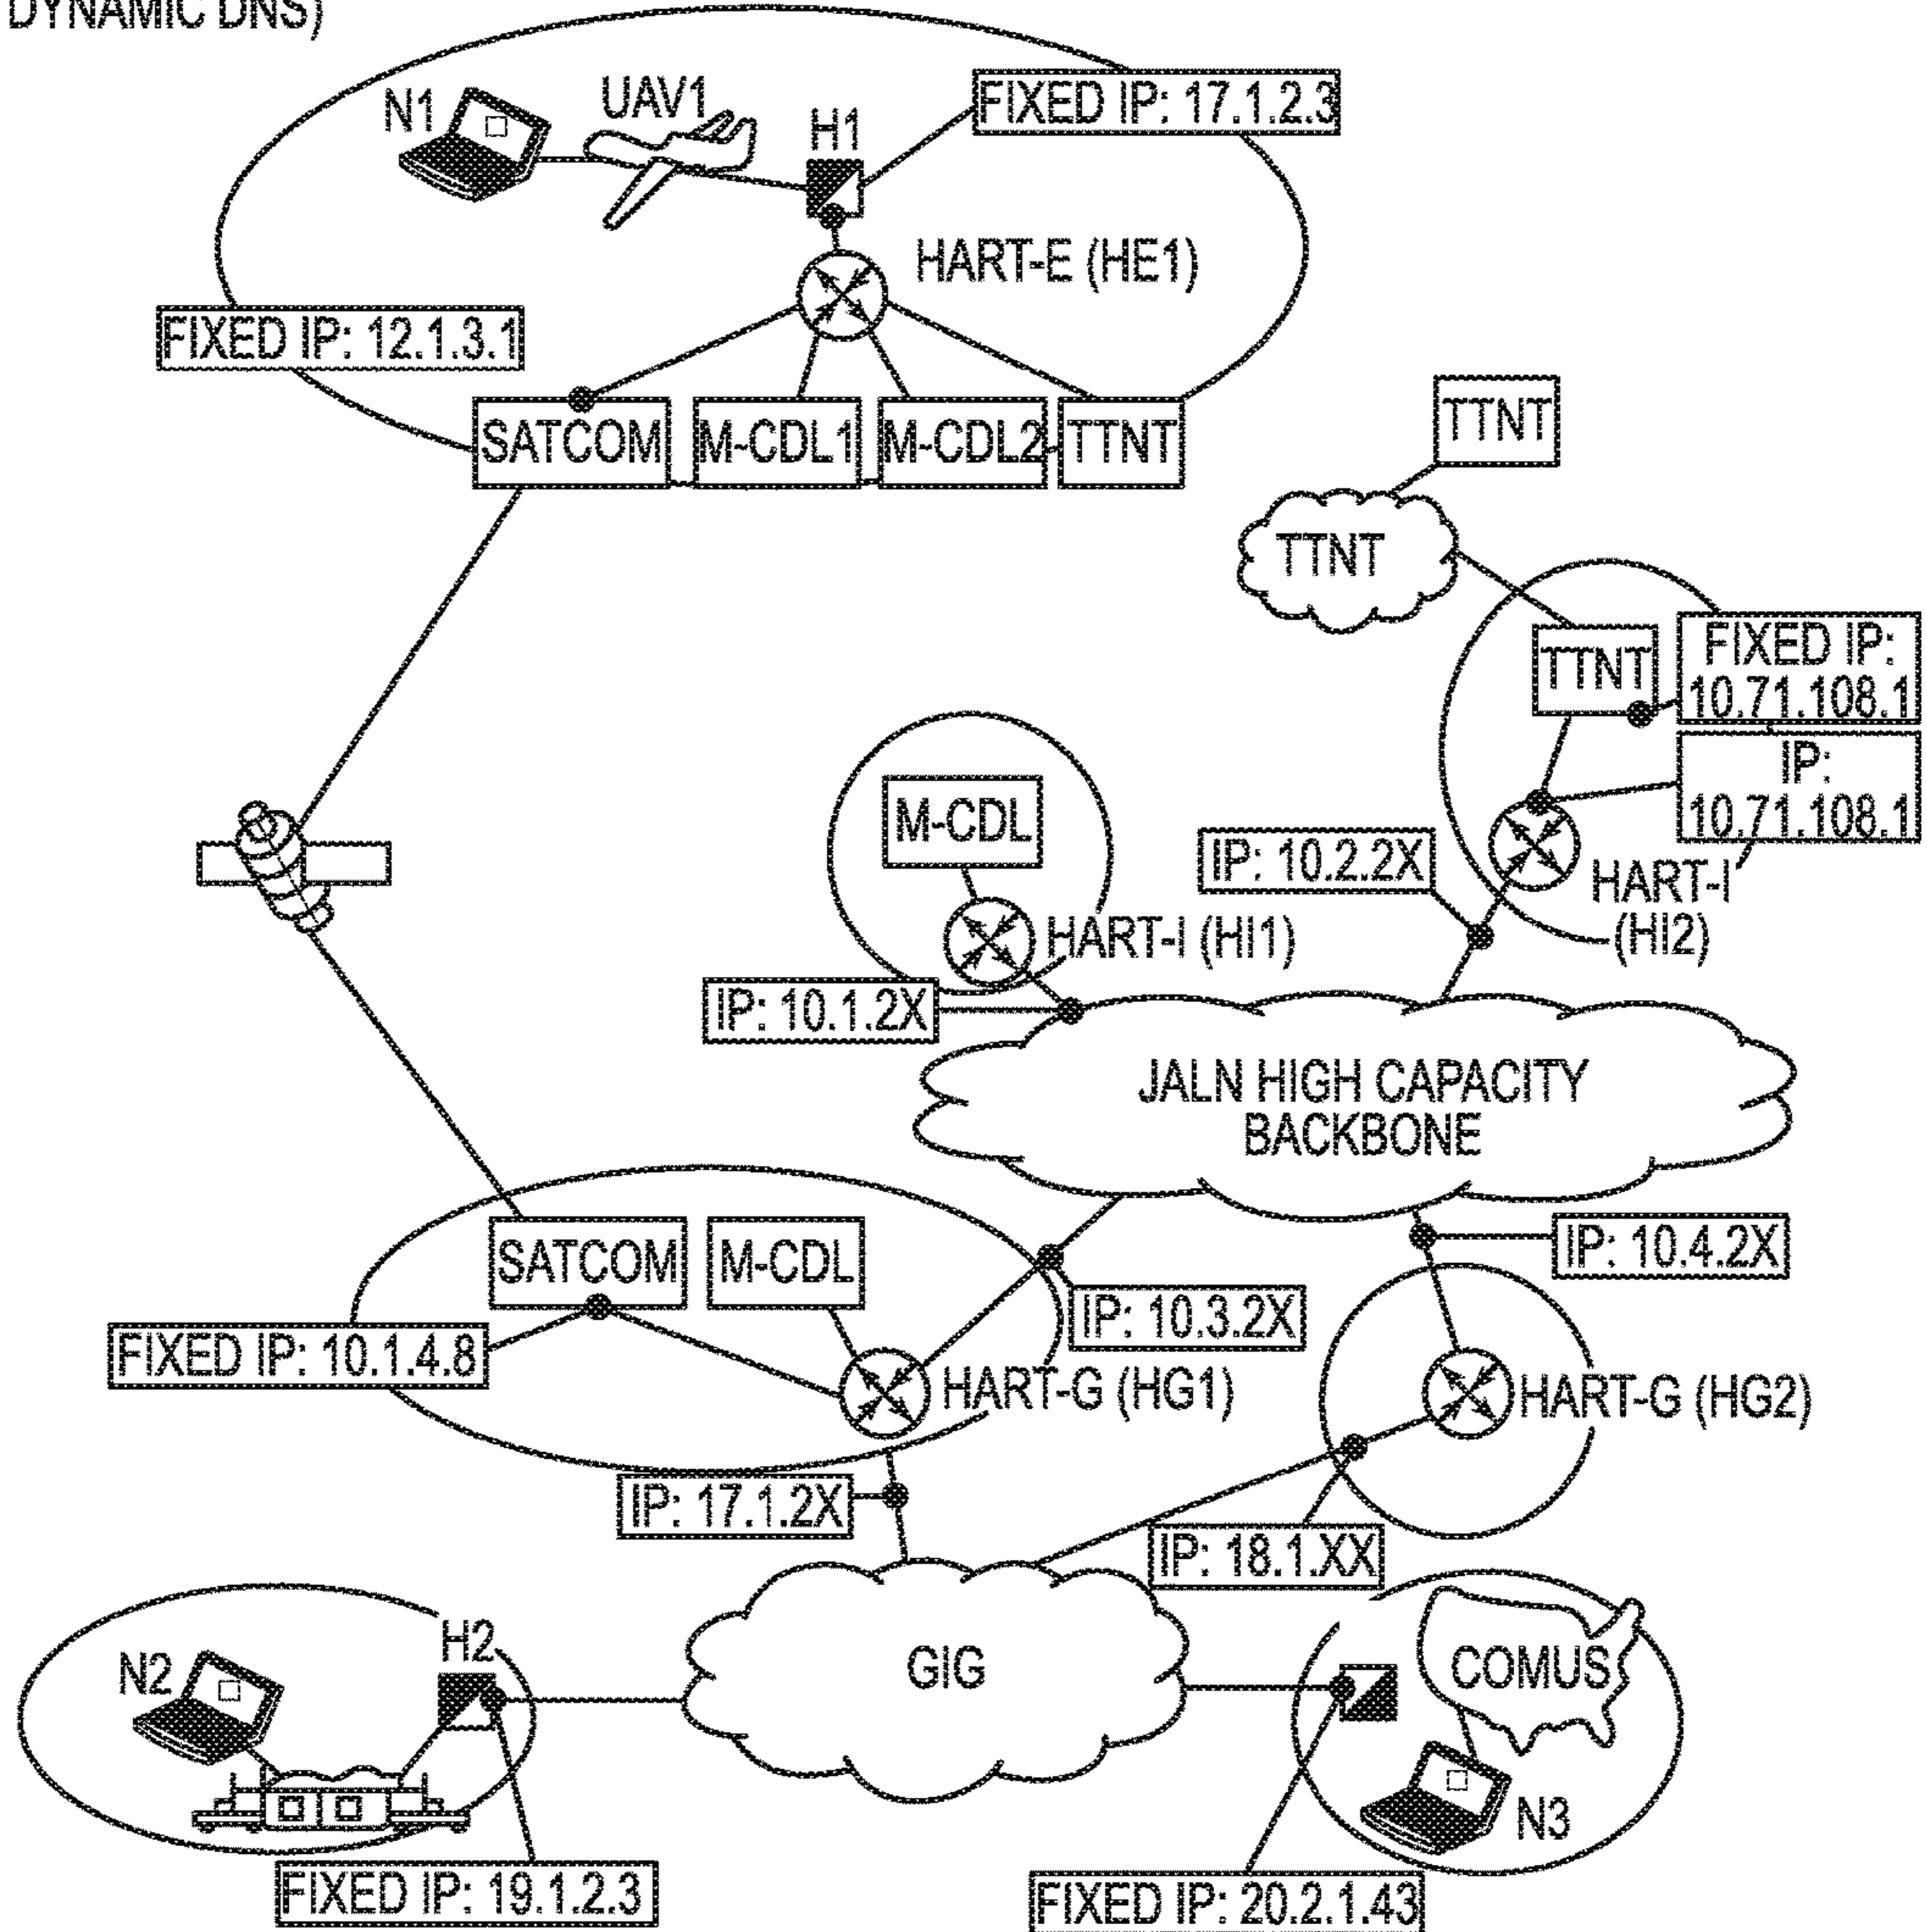 DYNAMIC DNS)
N1
UAV1
H1
FIXED IP: 17.1.2.3
HART-E (HE1)
FIXED IP: 12.1.3.1
SATCOM
M-CDL1
M-CDL2
TTNT
TTNT
TTNT
TTNT
FIXED IP:
10.71.108.1
IP:
10.71.108.1
M-CDL
IP: 10.2.2X
HART-I
(HI2)
HART-I (HI1)
IP: 10.1.2X
JALN HIGH CAPACITY
BACKBONE
SATCOM
M-CDL
IP: 10.4.2X
IP: 10.3.2X
FIXED IP: 10.1.4.8
HART-G (HG1)
HART-G (HG2)
IP: 17.1.2X
IP: 18.1.XX
H2
N2
GIG
COMUS
N3
FIXED IP: 19.1.2.3
FIXED IP: 20.2.1.43